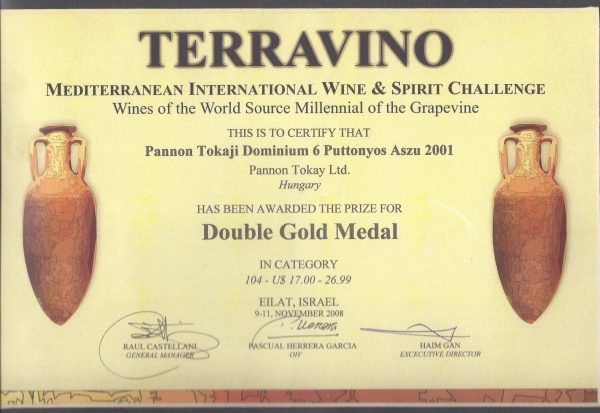 TERRAVINO
MEDITERRANEAN INTERNATIONAL WINE & SPIRIT CHALLENGE
Wines of the World Source Millennial of the Grapevine
THIS IS TO CERTIFY THAT
Pannon Tokaji Dominium 6 Puttonyos Aszu 2001
Pannon Tokay Ltd.
Hungary
HAS BEEN AWARDED THE PRIZE FOR
Double Gold Medal
IN CATEGORY
104 - U$ 17.00 - 26.99
EILAT, ISRAEL
9-11, NOVEMBER 2008
RAUL CASTELLANI
GENERAL MANAGER
PASCUAL HERRERA GARCIA
OIV
HAIM GAN
EXCECUTIVE DIRECTOR